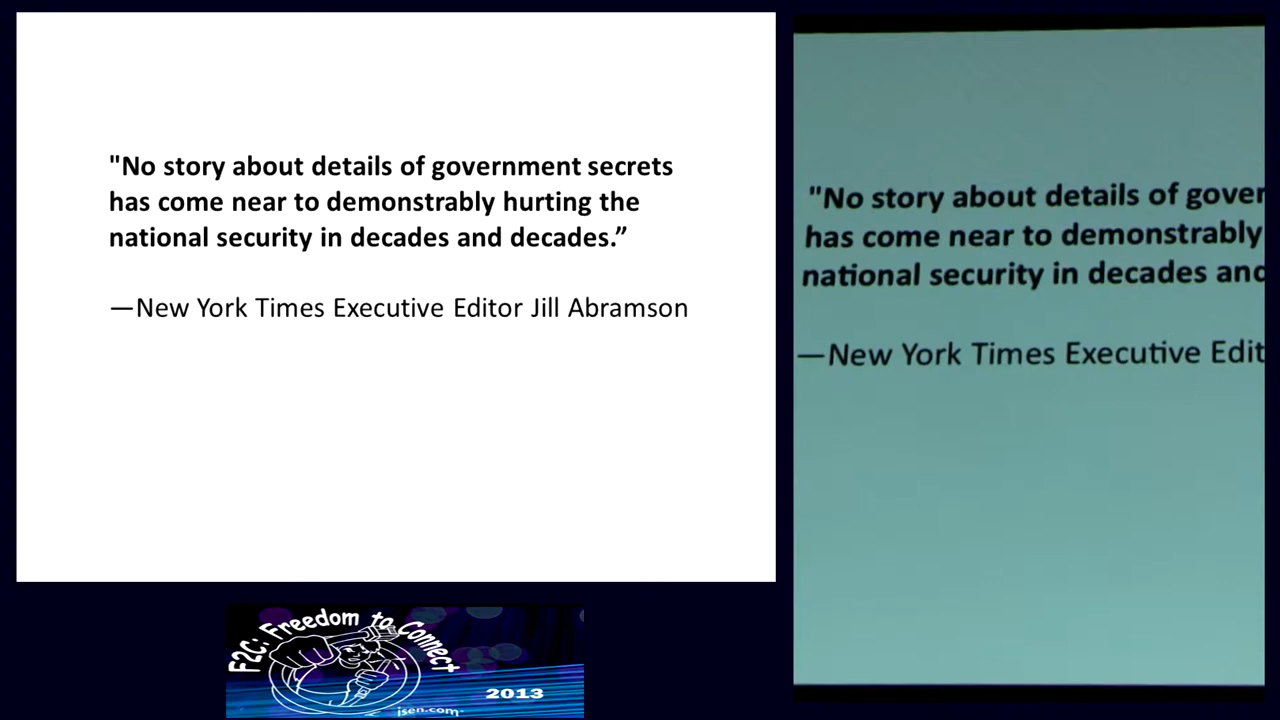 "No story about details of government secrets
has come near to demonstrably hurting the
national security in decades and decades.”
—New York Times Executive Editor Jill Abramson
"No story about details of gover
has come near to demonstrably
national security in decades and
—New York Times Executive Edit
F2C: Freedom to Connect
2013
isen.com